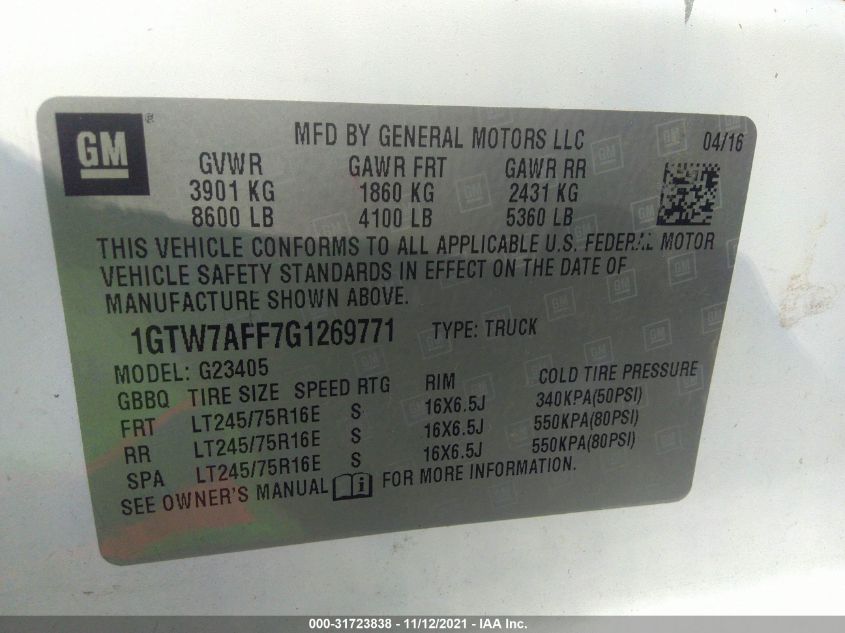 GM
MFD BY GENERAL MOTORS LLC 04/16
GVWR GAWR FRT GAWR RR
3901 KG 1860 KG 2431 KG
8600 LB 4100 LB 5360 LB
THIS VEHICLE CONFORMS TO ALL APPLICABLE U.S. FEDERAL MOTOR
VEHICLE SAFETY STANDARDS IN EFFECT ON THE DATE OF
MANUFACTURE SHOWN ABOVE.
1GTW7AFF7G1269771 TYPE: TRUCK
MODEL: G23405
GBBQ TIRE SIZE SPEED RTG RIM COLD TIRE PRESSURE
FRT LT245/75R16E S 16X6.5J 340KPA(50PSI)
RR LT245/75R16E S 16X6.5J 550KPA(80PSI)
SPA LT245/75R16E S 16X6.5J 550KPA(80PSI)
SEE OWNER'S MANUAL i FOR MORE INFORMATION.
000-31723838 - 11/12/2021 - IAA Inc.